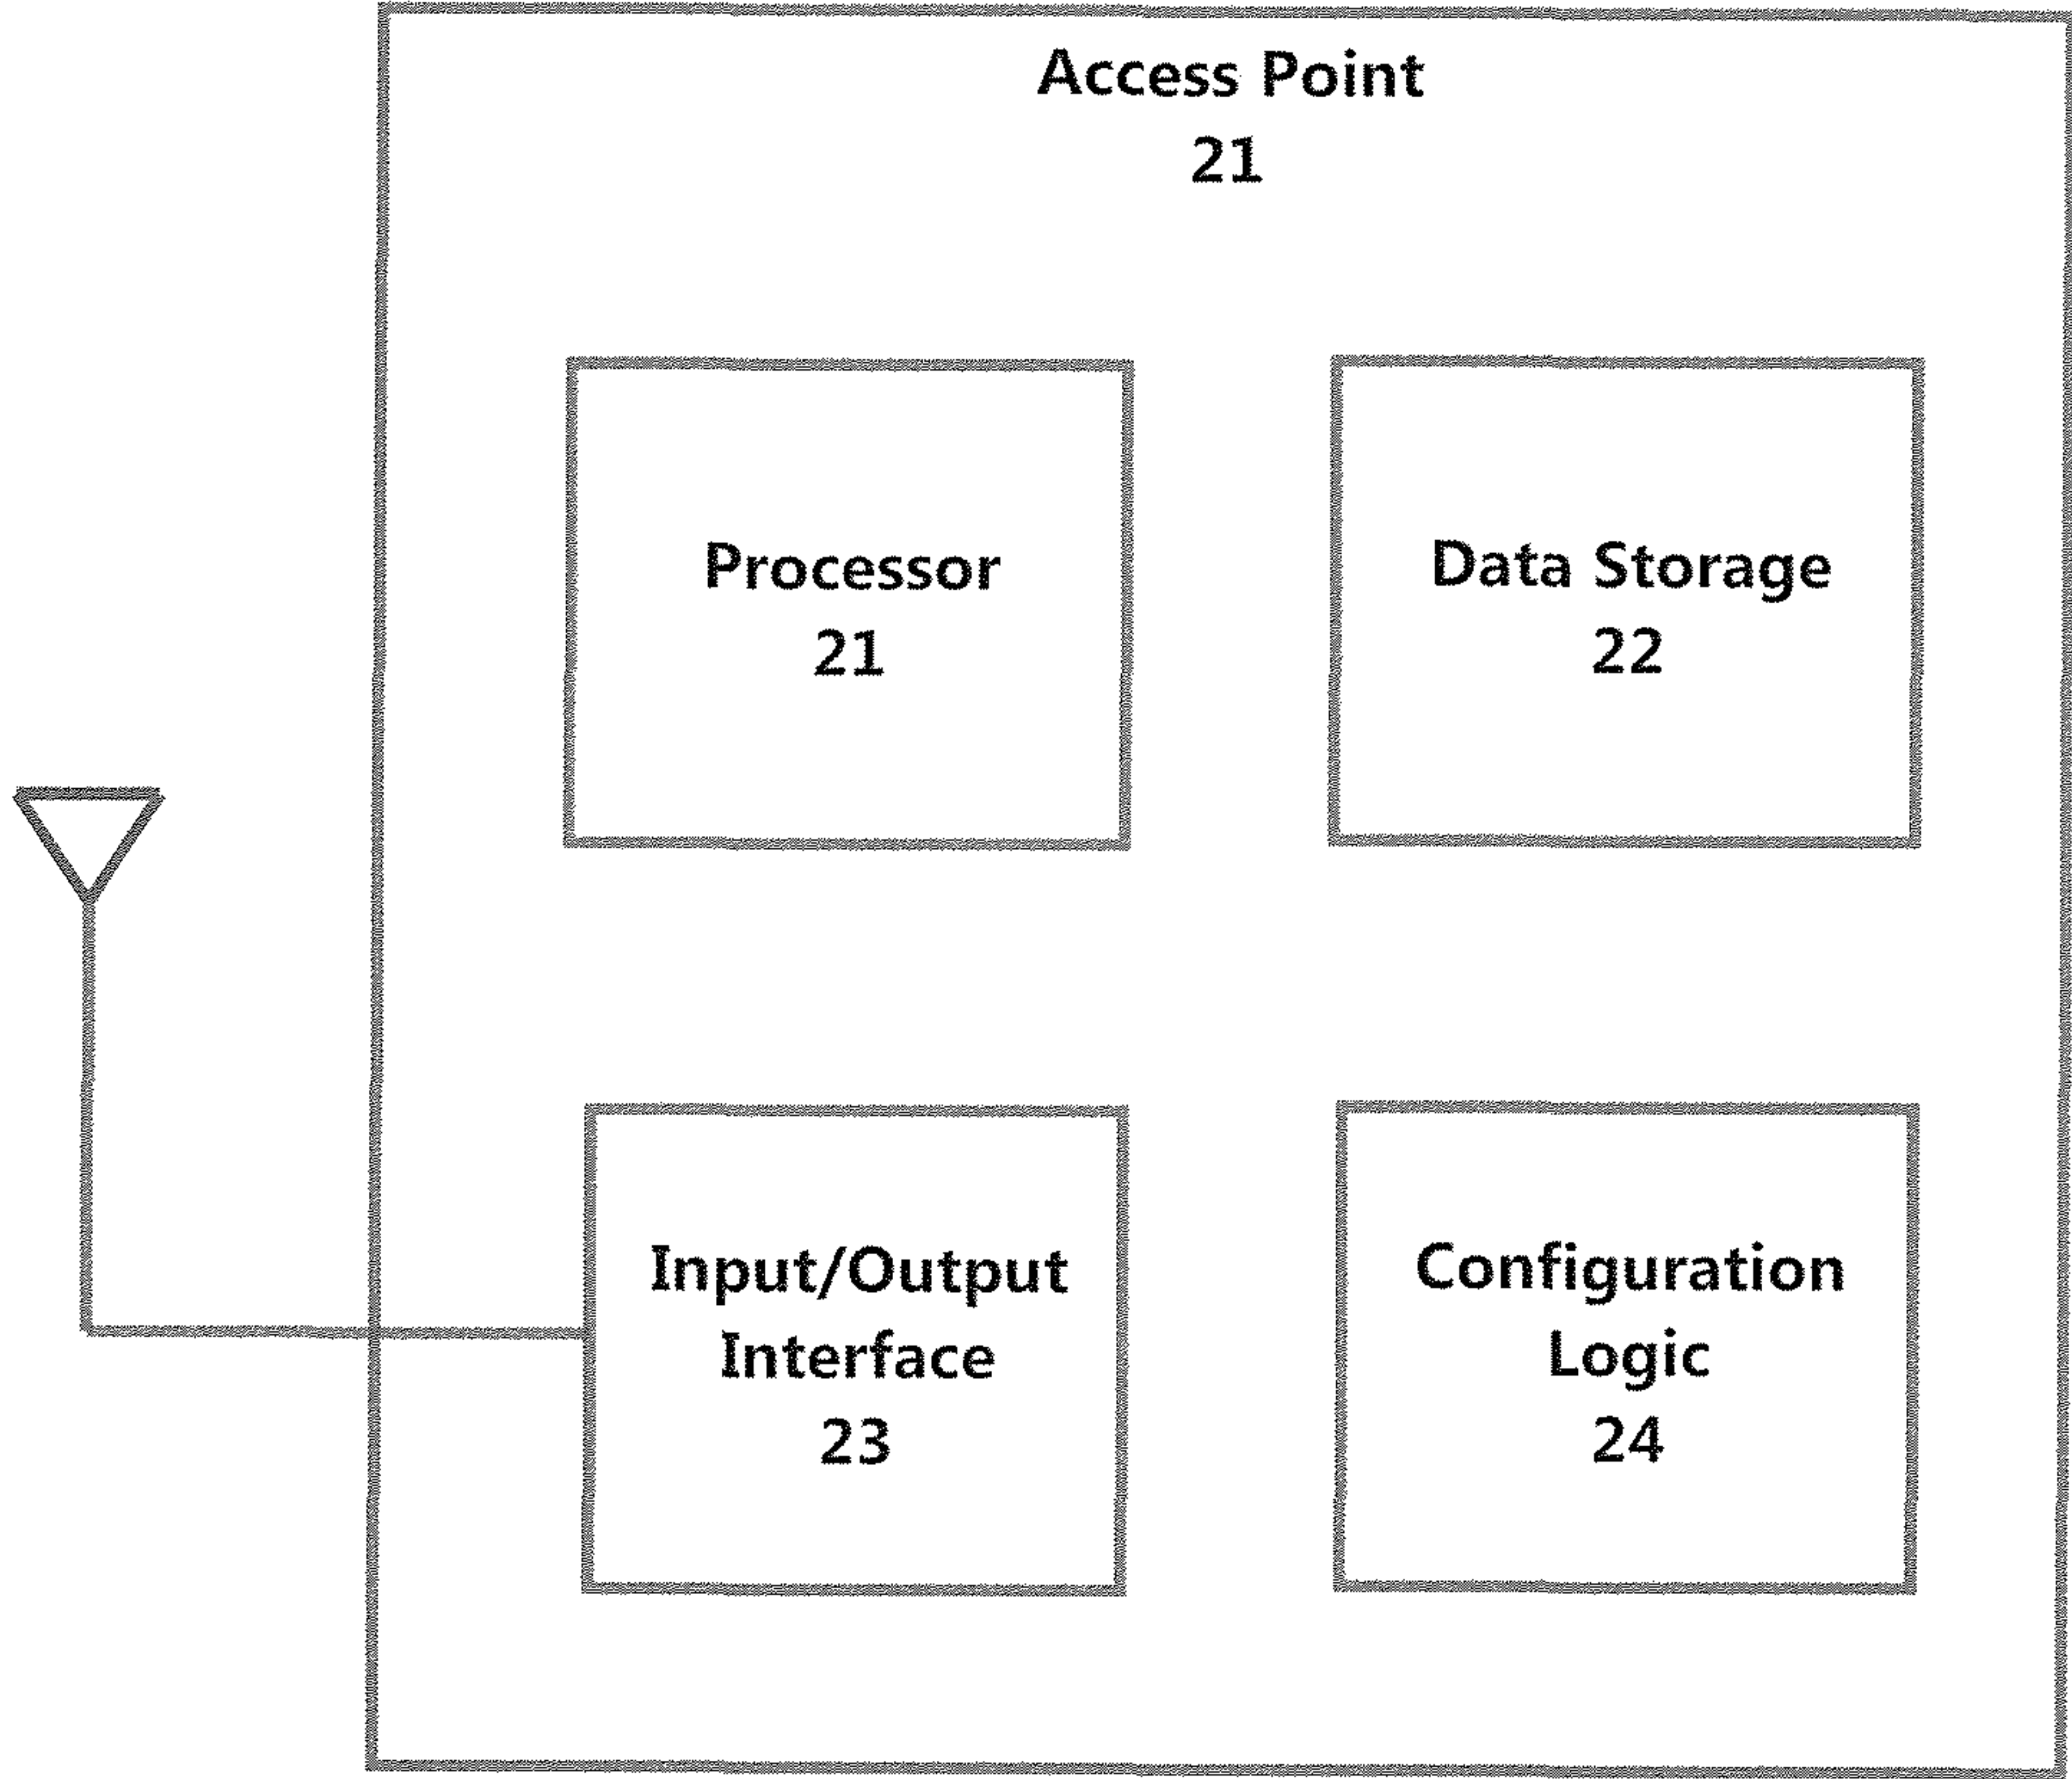 Access Point
21
Processor
21
Data Storage
22
Input/Output
Interface
23
Configuration
Logic
24